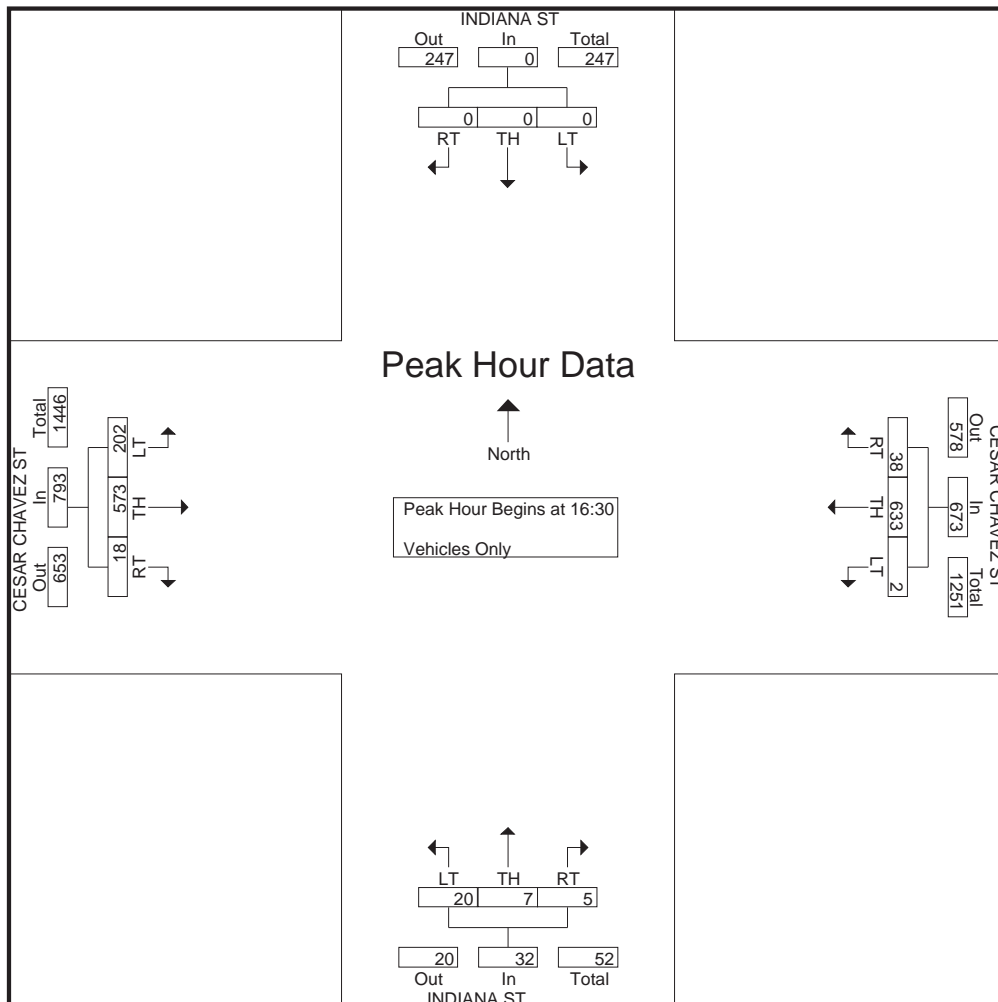 INDIANA ST
Out In Total
247 0 247
0 0 0
RT TH LT
Peak Hour Data
North
Peak Hour Begins at 16:30
Vehicles Only
CESAR CHAVEZ ST
Out In Total
653 793 1446
18 573 202
RT TH LT
CESAR CHAVEZ ST
Out In Total
578 673 1251
38 633 2
RT TH LT
LT TH RT
20 7 5
20 32 52
Out In Total
INDIANA ST